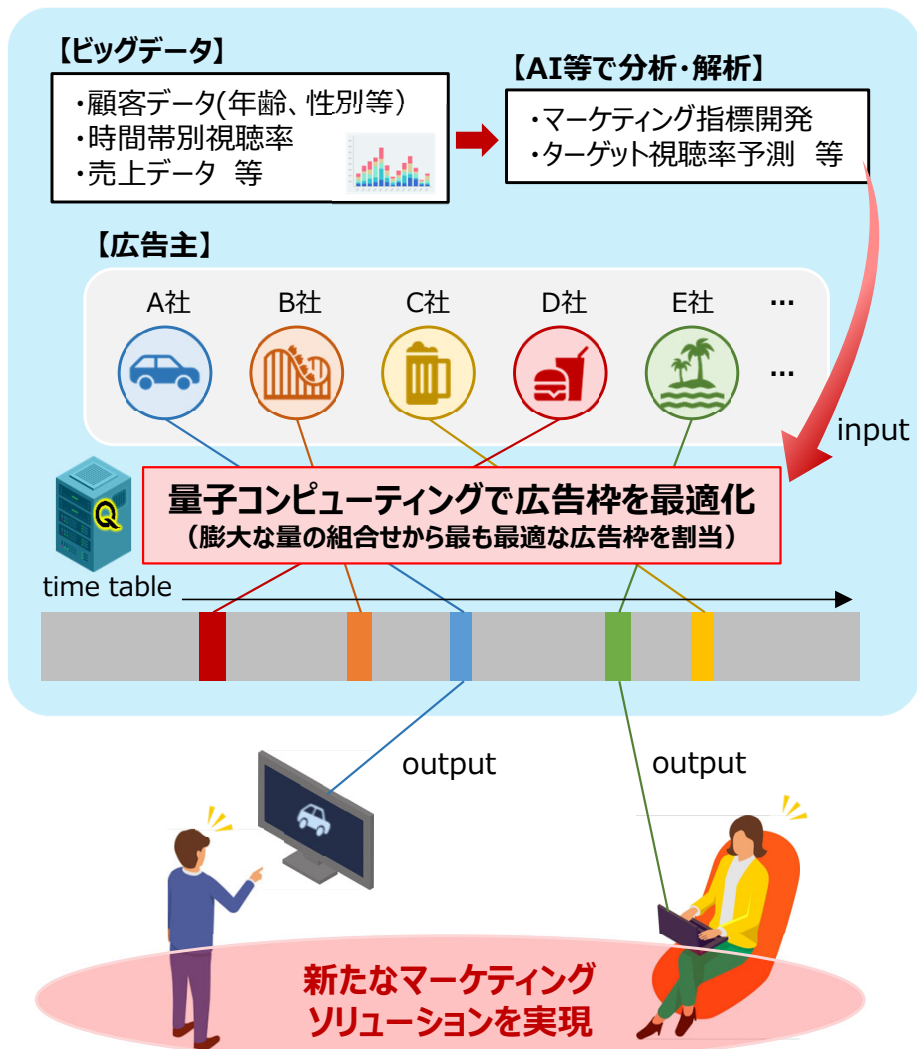 【ビッグデータ】
・顧客データ(年齢、性別等）
・時間帯別視聴率
・売上データ　等
【AI等で分析・解析】
・マーケティング指標開発
・ターゲット視聴率予測　等
【広告主】
A社 B社 C社 D社 E社 …
…
input
量子コンピューティングで広告枠を最適化
（膨大な量の組合せから最も最適な広告枠を割当）
Q
time table
output output
新たなマーケティング
ソリューションを実現